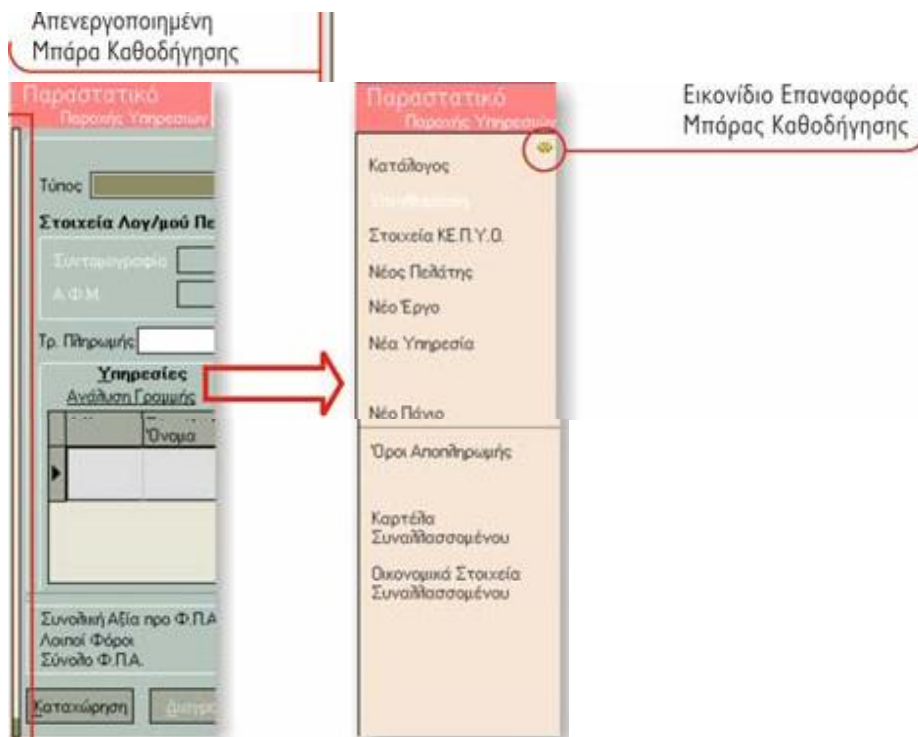 Απενεργοποιημένη
Μπάρα Καθοδήγησης
Παραστατικό
Παροχής Υπηρεσιών
Τύπος
Στοιχεία Λογ/μού Πε
Συντομογραφία
Α.Φ.Μ.
Τρ. Πληρωμής
Υπηρεσίες
Ανάλυση Γραμμής
Όνομα
Συνολική Αξία προ Φ.Π.Α
Λοιποί Φόροι
Σύνολο Φ.Π.Α.
Καταχώρηση
Παραστατικό
Παροχής Υπηρεσιών
Κατάλογος
Στοιχεία ΚΕ.Π.Υ.Ο.
Νέος Πελάτης
Νέο Έργο
Νέα Υπηρεσία
Νέο Πάγιο
Όροι Αποπληρωμής
Καρτέλα
Συναλλασσομένου
Οικονομικά Στοιχεία
Συναλλασσομένου
Εικονίδιο Επαναφοράς
Μπάρας Καθοδήγησης